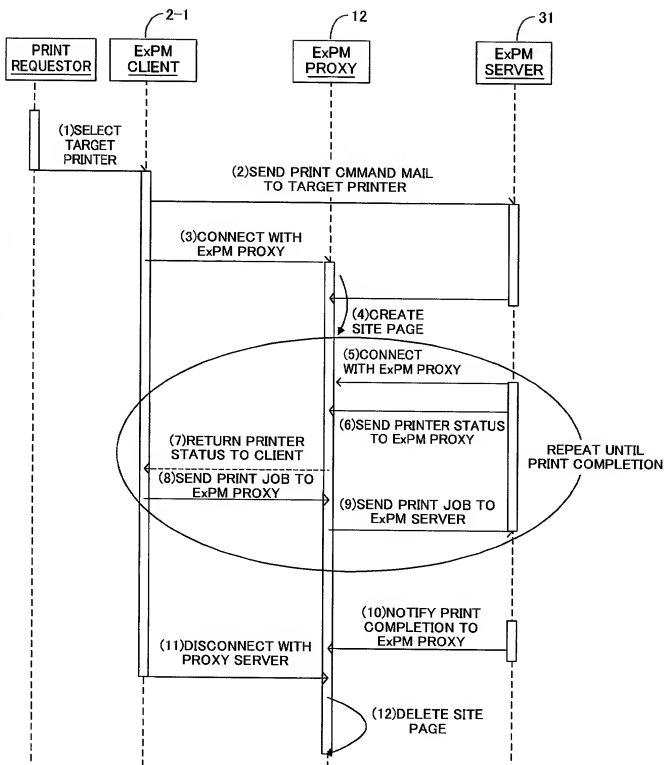 2-1
12
31
PRINT
REQUESTOR
ExPM
CLIENT
ExPM
PROXY
ExPM
SERVER
(1)SELECT
TARGET
PRINTER
(2)SEND PRINT CMMAND MAIL
TO TARGET PRINTER
(3)CONNECT WITH
ExPM PROXY
(4)CREATE
SITE PAGE
(5)CONNECT
WITH ExPM PROXY
(6)SEND PRINTER STATUS
TO ExPM PROXY
(7)RETURN PRINTER
STATUS TO CLIENT
REPEAT UNTIL
PRINT COMPLETION
(8)SEND PRINT JOB TO
ExPM PROXY
(9)SEND PRINT JOB TO
ExPM SERVER
(10)NOTIFY PRINT
COMPLETION TO
ExPM PROXY
(11)DISCONNECT WITH
PROXY SERVER
(12)DELETE SITE
PAGE